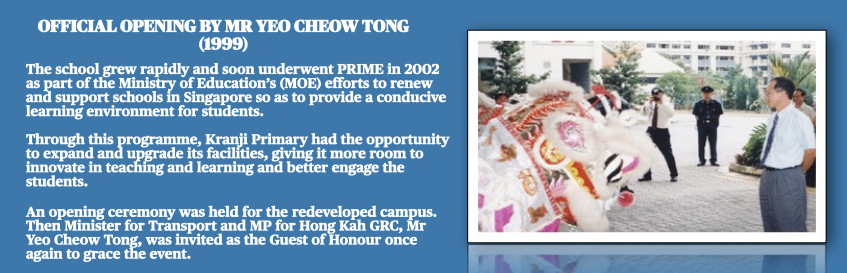 OFFICIAL OPENING BY MR YEO CHEOW TONG
(1999)
The school grew rapidly and soon underwent PRIME in 2002
as part of the Ministry of Education's (MOE) efforts to renew
and support schools in Singapore so as to provide a conducive
learning environment for students.
Through this programme, Kranji Primary had the opportunity
to expand and upgrade its facilities, giving it more room to
innovate in teaching and learning and better engage the
students.
An opening ceremony was held for the redeveloped campus.
Then Minister for Transport and MP for Hong Kah GRC, Mr
Yeo Cheow Tong, was invited as the Guest of Honour once
again to grace the event.